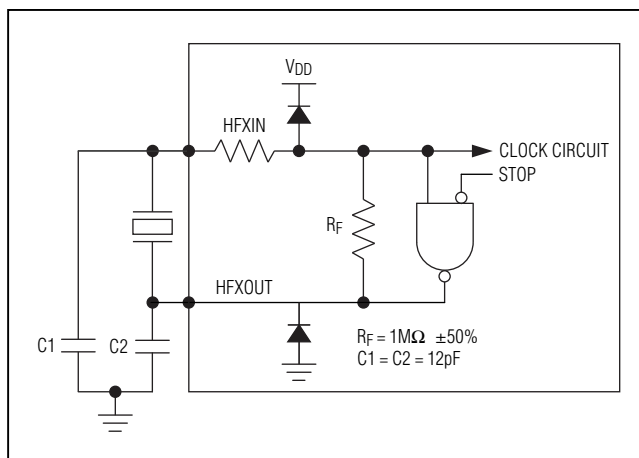 VDD
HFXIN
CLOCK CIRCUIT
STOP
RF
HFXOUT
C1
C2
RF = 1MΩ ±50%
C1 = C2 = 12pF